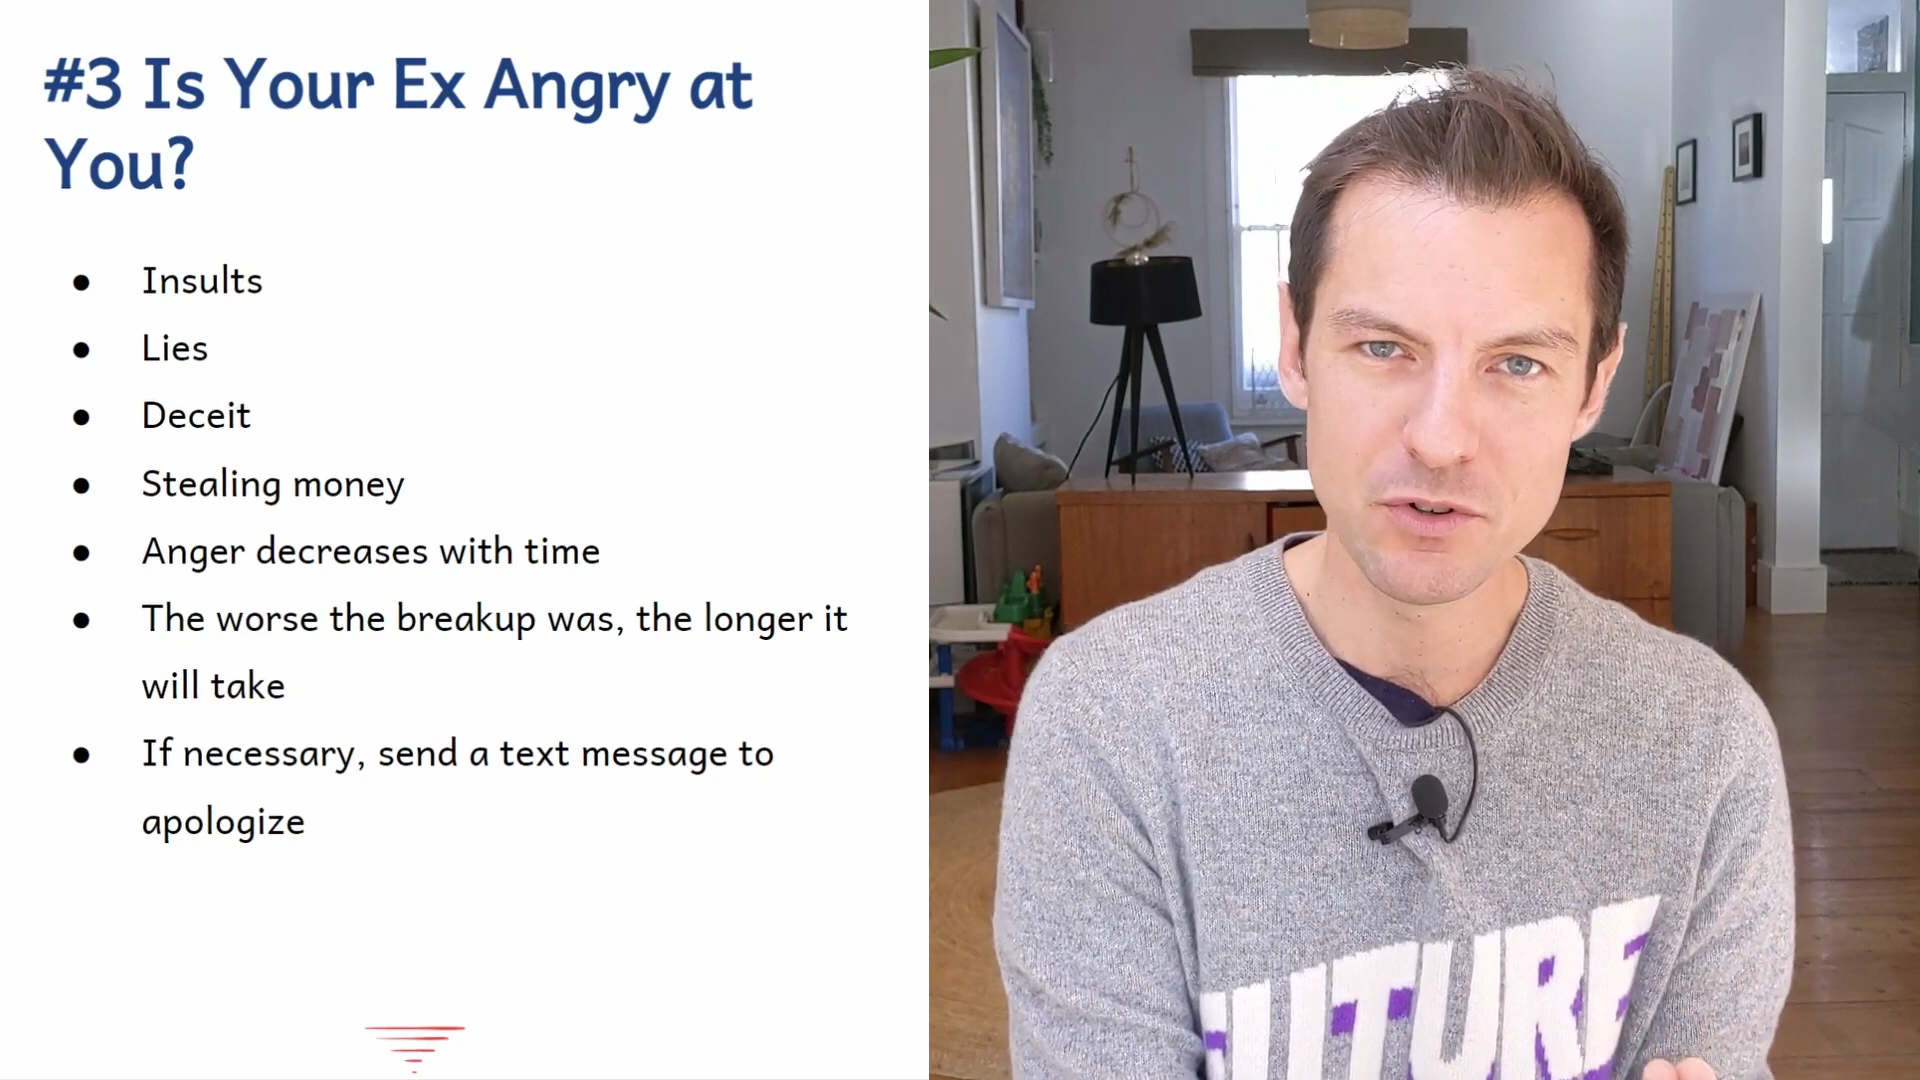 #3 Is Your Ex Angry at
You?
● Insults
● Lies
● Deceit
● Stealing money
● Anger decreases with time
● The worse the breakup was, the longer it
will take
● If necessary, send a text message to
apologize
FUTURE